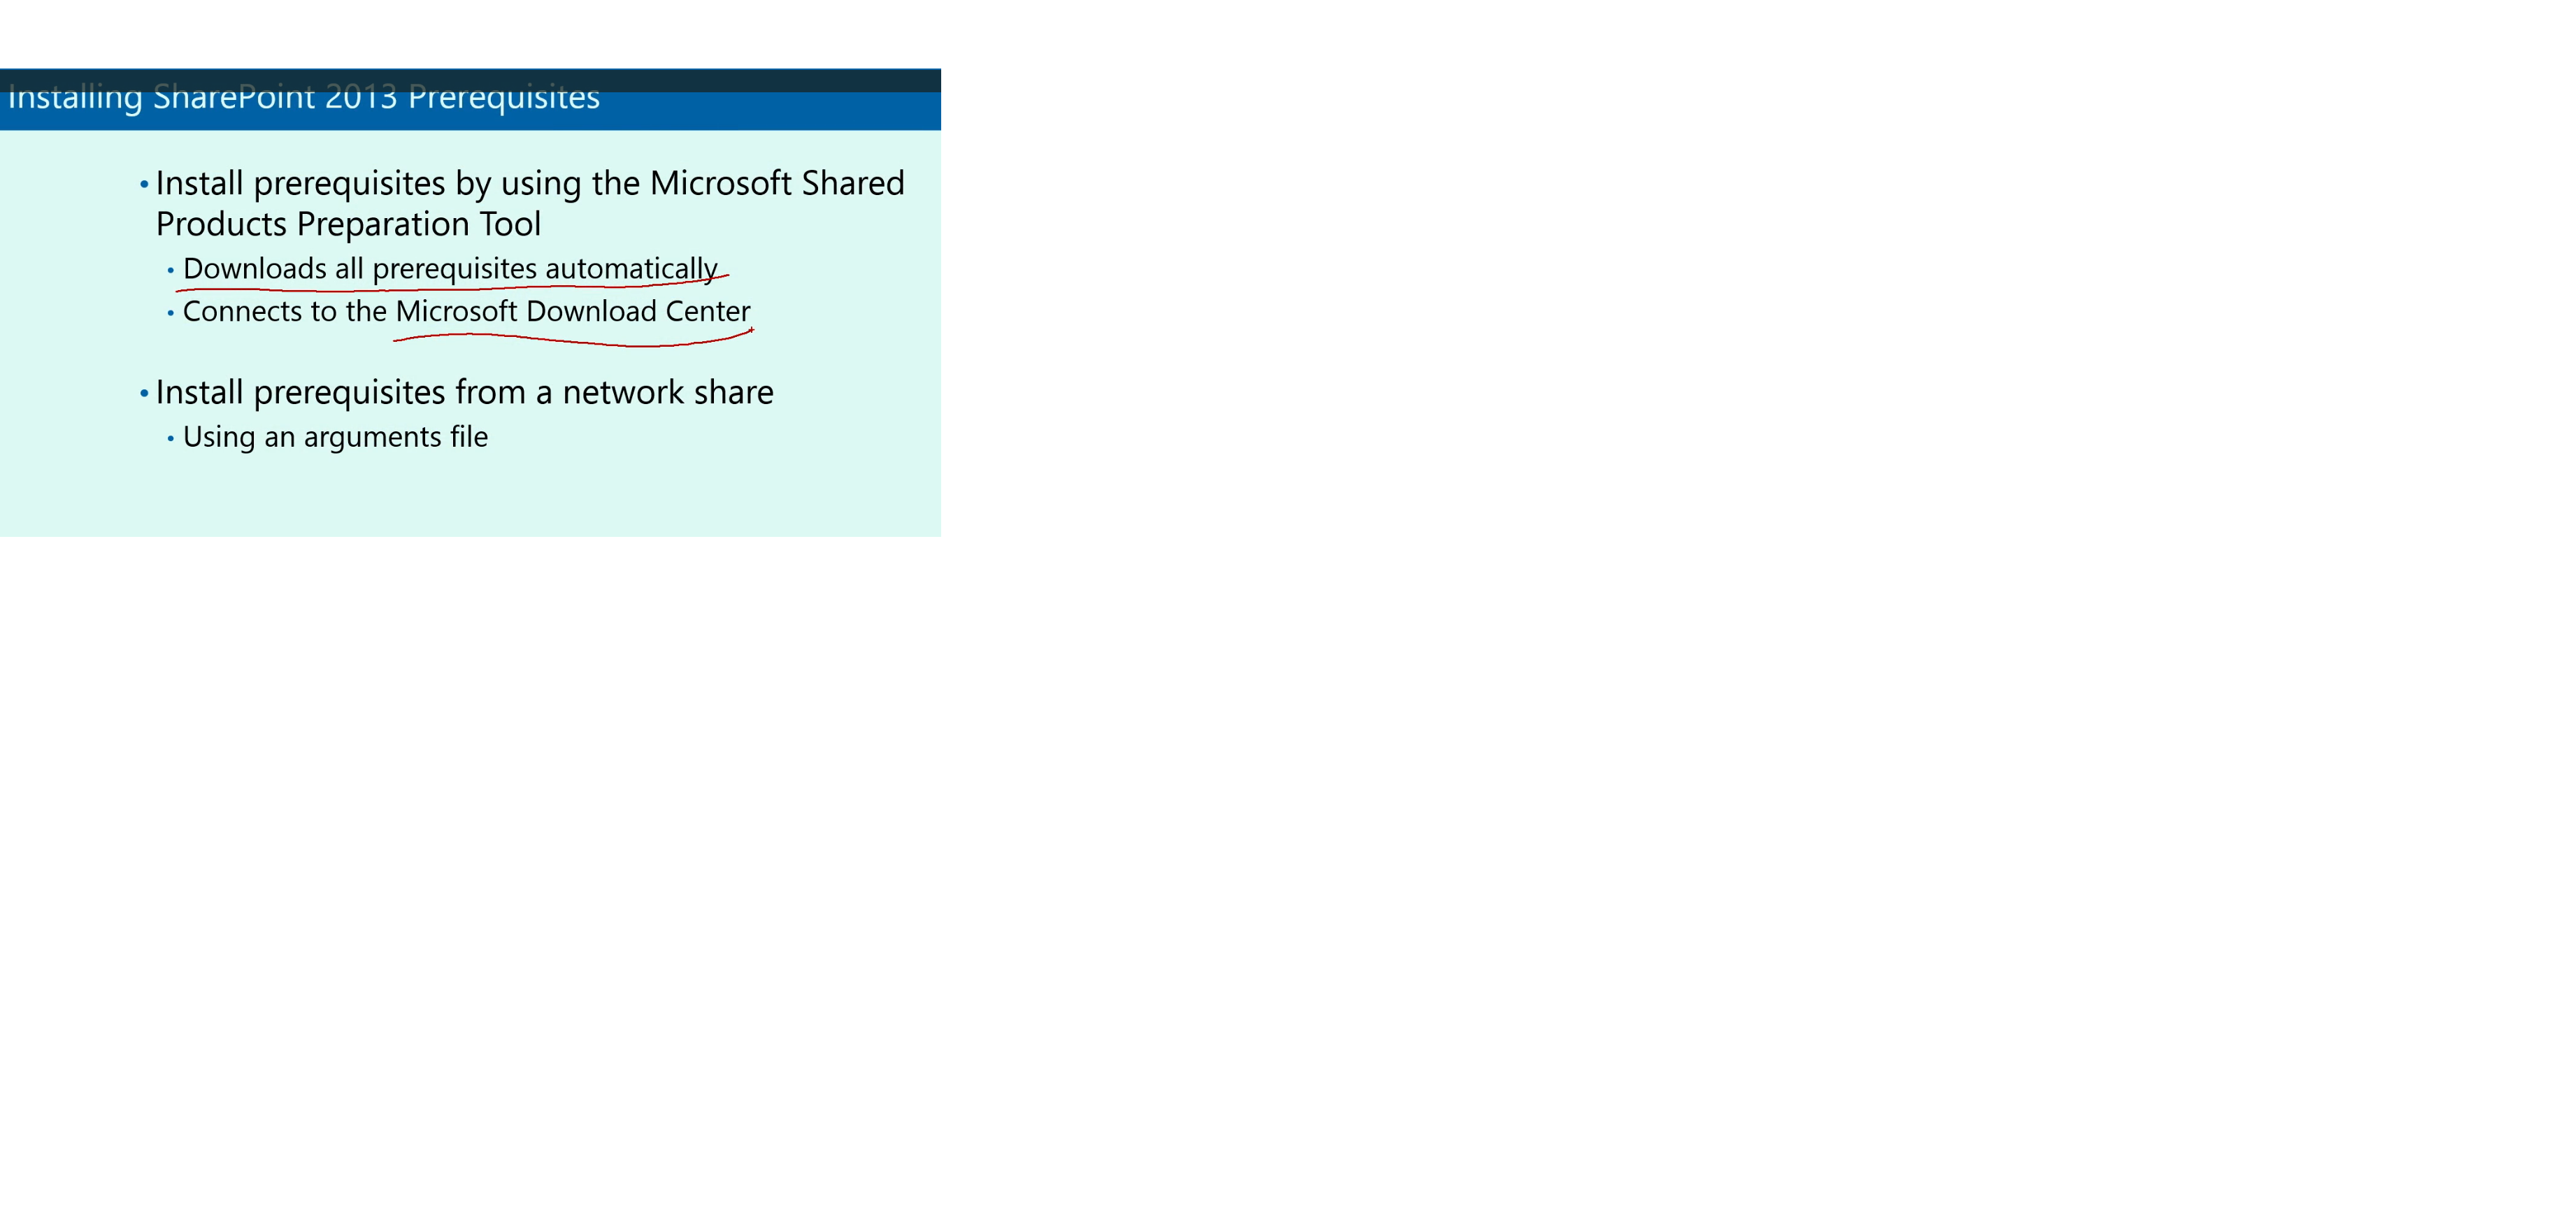 Installing SharePoint 2013 Prerequisites
• Install prerequisites by using the Microsoft Shared
Products Preparation Tool
• Downloads all prerequisites automatically
• Connects to the Microsoft Download Center
• Install prerequisites from a network share
• Using an arguments file